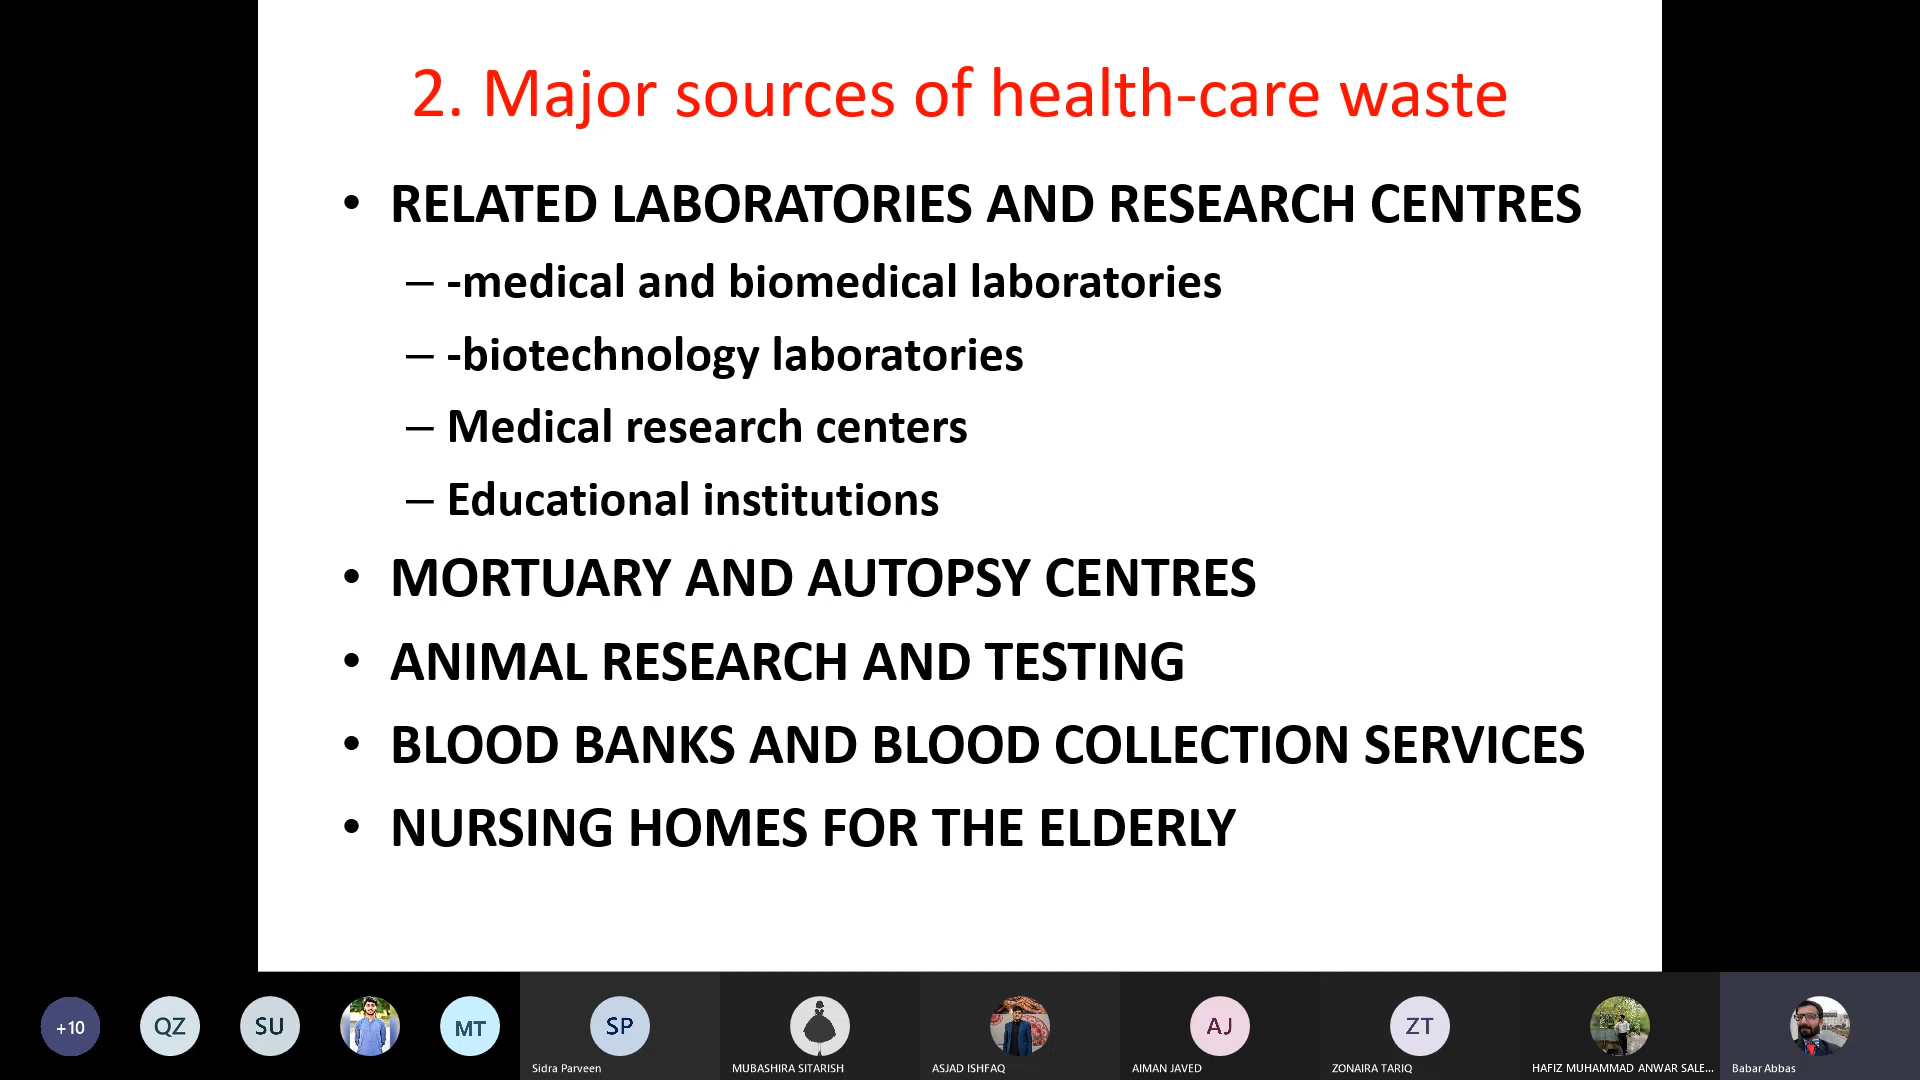 2. Major sources of health-care waste
• RELATED LABORATORIES AND RESEARCH CENTRES
– -medical and biomedical laboratories
– -biotechnology laboratories
– Medical research centers
– Educational institutions
• MORTUARY AND AUTOPSY CENTRES
• ANIMAL RESEARCH AND TESTING
• BLOOD BANKS AND BLOOD COLLECTION SERVICES
• NURSING HOMES FOR THE ELDERLY
+10
QZ
SU
MT
SP
AJ
ZT
Sidra Parveen
MUBASHIRA SITARISH
ASJAD ISHFAQ
AIMAN JAVED
ZONAIRA TARIQ
HAFIZ MUHAMMAD ANWAR SALE...
Babar Abbas